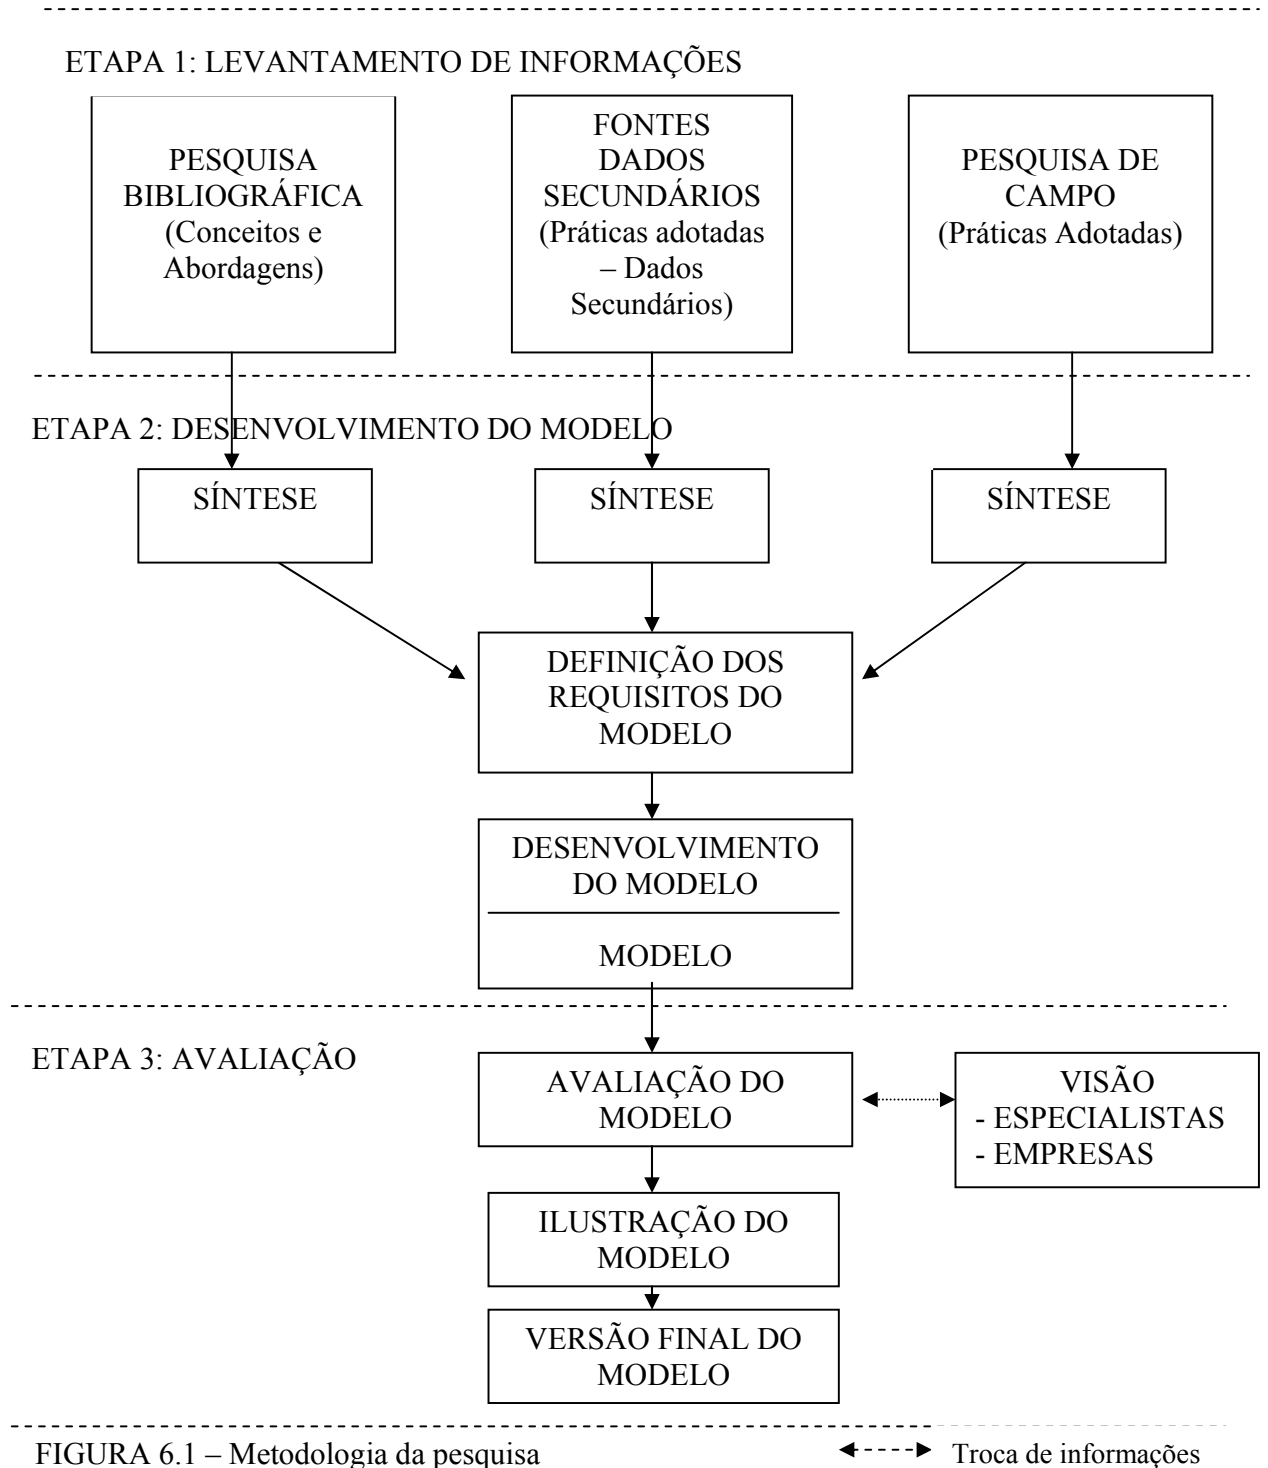 ETAPA 1: LEVANTAMENTO DE INFORMAÇÕES
PESQUISA
BIBLIOGRÁFICA
(Conceitos e
Abordagens)
FONTES
DADOS
SECUNDÁRIOS
(Práticas adotadas
– Dados
Secundários)
PESQUISA DE
CAMPO
(Práticas Adotadas)
ETAPA 2: DESENVOLVIMENTO DO MODELO
SÍNTESE
SÍNTESE
SÍNTESE
DEFINIÇÃO DOS
REQUISITOS DO
MODELO
DESENVOLVIMENTO
DO MODELO
MODELO
ETAPA 3: AVALIAÇÃO
AVALIAÇÃO DO
MODELO
VISÃO
- ESPECIALISTAS
- EMPRESAS
ILUSTRAÇÃO DO
MODELO
VERSÃO FINAL DO
MODELO
FIGURA 6.1 – Metodologia da pesquisa
Troca de informações